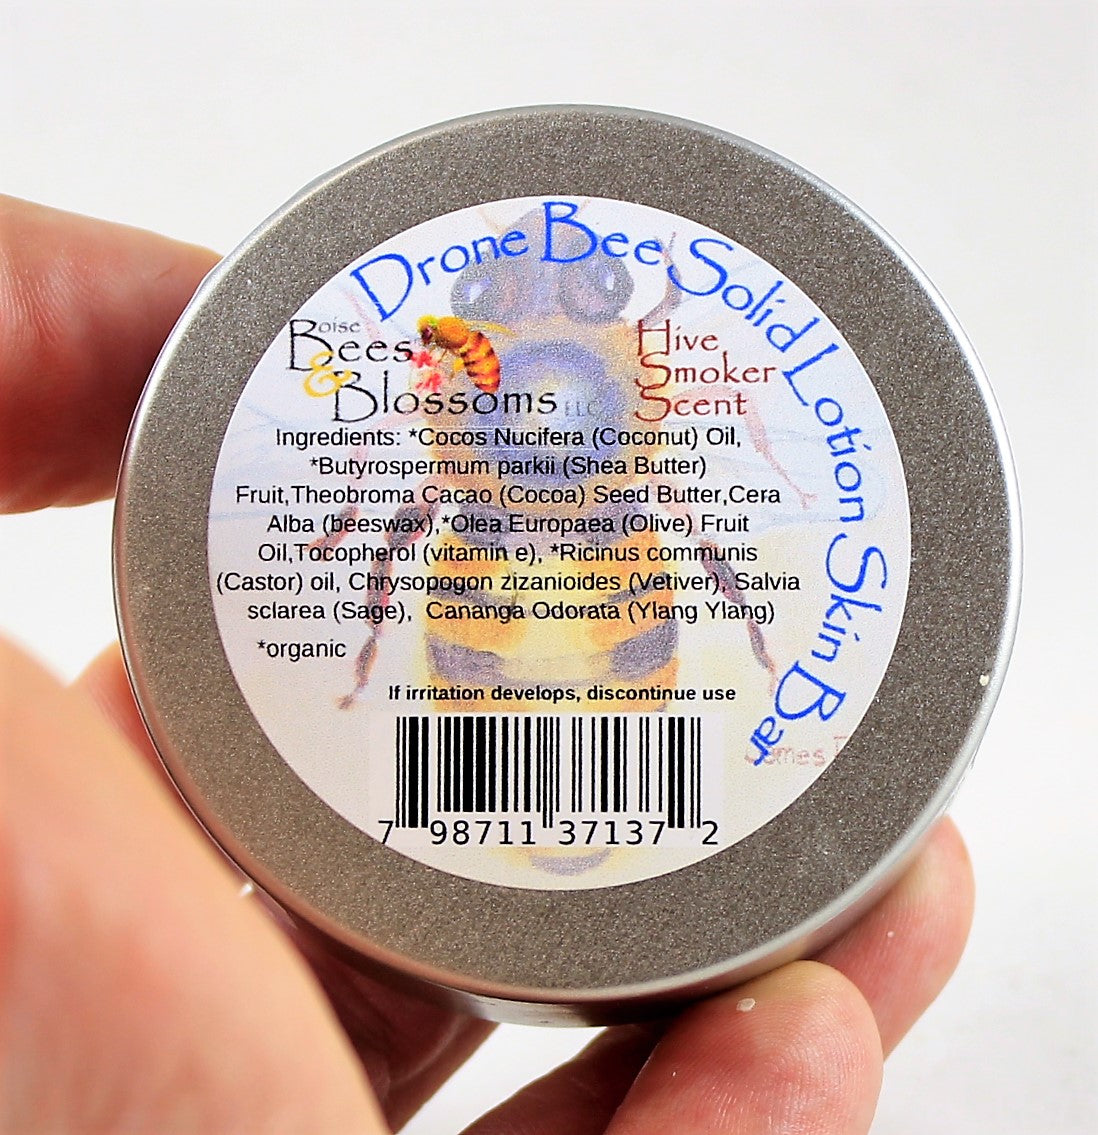 Drone Bee Solid Lotion Skin Bar
Boise
Bees
& Blossoms LLC
Hive
Smoker
Scent
Ingredients: *Cocos Nucifera (Coconut) Oil,
*Butyrospermum parkii (Shea Butter)
Fruit,Theobroma Cacao (Cocoa) Seed Butter,Cera
Alba (beeswax),*Olea Europaea (Olive) Fruit
Oil,Tocopherol (vitamin e), *Ricinus communis
(Castor) oil, Chrysopogon zizanioides (Vetiver), Salvia
sclarea (Sage), Cananga Odorata (Ylang Ylang)
*organic
If irritation develops, discontinue use
James
7 98711 37137 2